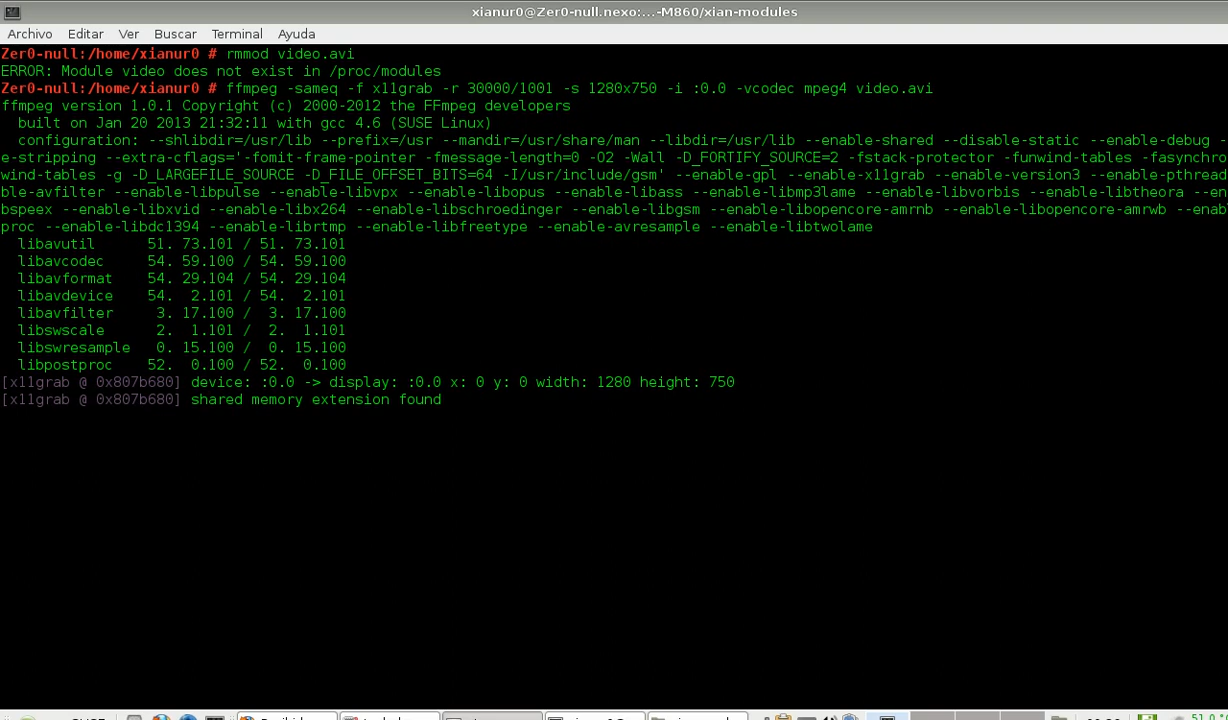 xianur0@Zer0-null.nexo:...-M860/xian-modules
Archivo Editar Ver Buscar Terminal Ayuda
Zer0-null:/home/xianur0 # rmmod video.avi
ERROR: Module video does not exist in /proc/modules
Zer0-null:/home/xianur0 # ffmpeg -sameq -f x11grab -r 30000/1001 -s 1280x750 -i :0.0 -vcodec mpeg4 video.avi
ffmpeg version 1.0.1 Copyright (c) 2000-2012 the FFmpeg developers
built on Jan 20 2013 21:32:11 with gcc 4.6 (SUSE Linux)
configuration: --shlibdir=/usr/lib --prefix=/usr --mandir=/usr/share/man --libdir=/usr/lib --enable-shared --disable-static --enable-debug -
e-stripping --extra-cflags='-fomit-frame-pointer -fmessage-length=0 -O2 -Wall -D_FORTIFY_SOURCE=2 -fstack-protector -funwind-tables -fasynchro
wind-tables -g -D_LARGEFILE_SOURCE -D_FILE_OFFSET_BITS=64 -I/usr/include/gsm' --enable-gpl --enable-x11grab --enable-version3 --enable-pthread
ble-avfilter --enable-libpulse --enable-libvpx --enable-libopus --enable-libass --enable-libmp3lame --enable-libvorbis --enable-libtheora --en
bspeex --enable-libxvid --enable-libx264 --enable-libschroedinger --enable-libgsm --enable-libopencore-amrnb --enable-libopencore-amrwb --enab
proc --enable-libdc1394 --enable-librtmp --enable-libfreetype --enable-avresample --enable-libtwolame
libavutil 51. 73.101 / 51. 73.101
libavcodec 54. 59.100 / 54. 59.100
libavformat 54. 29.104 / 54. 29.104
libavdevice 54. 2.101 / 54. 2.101
libavfilter 3. 17.100 / 3. 17.100
libswscale 2. 1.101 / 2. 1.101
libswresample 0. 15.100 / 0. 15.100
libpostproc 52. 0.100 / 52. 0.100
[x11grab @ 0x807b680] device: :0.0 -> display: :0.0 x: 0 y: 0 width: 1280 height: 750
[x11grab @ 0x807b680] shared memory extension found